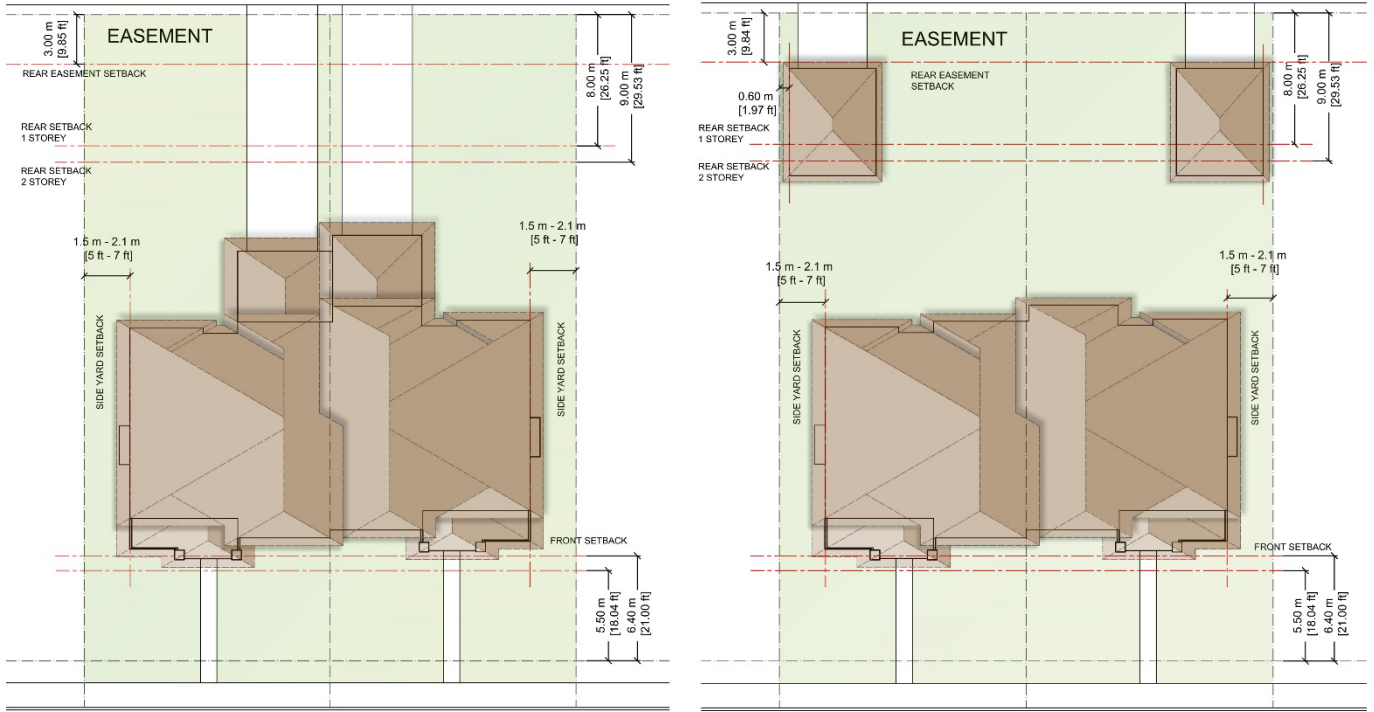 EASEMENT
3.00 m
[9.85 ft]
REAR EASEMENT SETBACK
8.00 m
[26.25 ft]
9.00 m
[29.53 ft]
REAR SETBACK
1 STOREY
REAR SETBACK
2 STOREY
1.5 m - 2.1 m
[5 ft - 7 ft]
1.5 m - 2.1 m
[5 ft - 7 ft]
SIDE YARD SETBACK
SIDE YARD SETBACK
FRONT SETBACK
5.50 m
[18.04 ft]
6.40 m
[21.00 ft]
EASEMENT
3.00 m
[9.84 ft]
REAR EASEMENT
SETBACK
8.00 m
[26.25 ft]
9.00 m
[29.53 ft]
0.60 m
[1.97 ft]
REAR SETBACK
1 STOREY
REAR SETBACK
2 STOREY
1.5 m - 2.1 m
[5 ft - 7 ft]
1.5 m - 2.1 m
[5 ft - 7 ft]
SIDE YARD SETBACK
SIDE YARD SETBACK
FRONT SETBACK
5.50 m
[18.04 ft]
6.40 m
[21.00 ft]